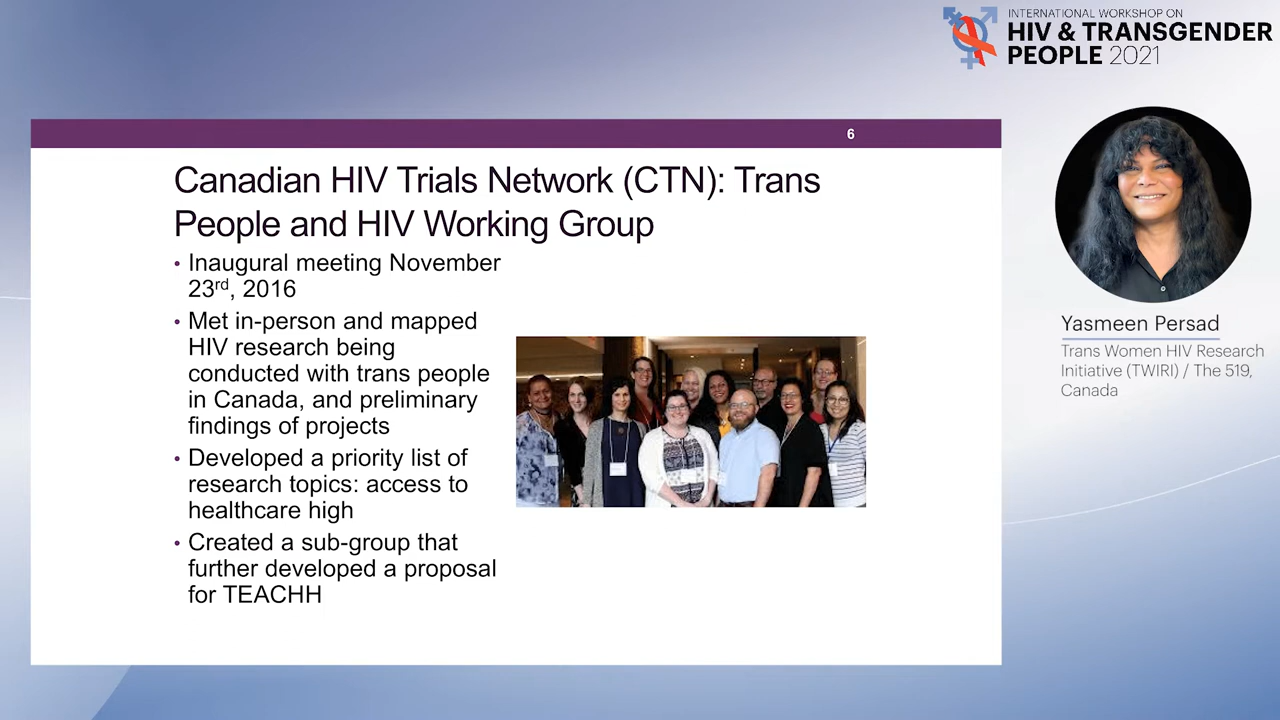 INTERNATIONAL WORKSHOP ON
HIV & TRANSGENDER
PEOPLE 2021
6
Canadian HIV Trials Network (CTN): Trans
People and HIV Working Group
• Inaugural meeting November
23rd, 2016
• Met in-person and mapped
HIV research being
conducted with trans people
in Canada, and preliminary
findings of projects
• Developed a priority list of
research topics: access to
healthcare high
• Created a sub-group that
further developed a proposal
for TEACHH
Yasmeen Persad
Trans Women HIV Research
Initiative (TWIRI) / The 519,
Canada